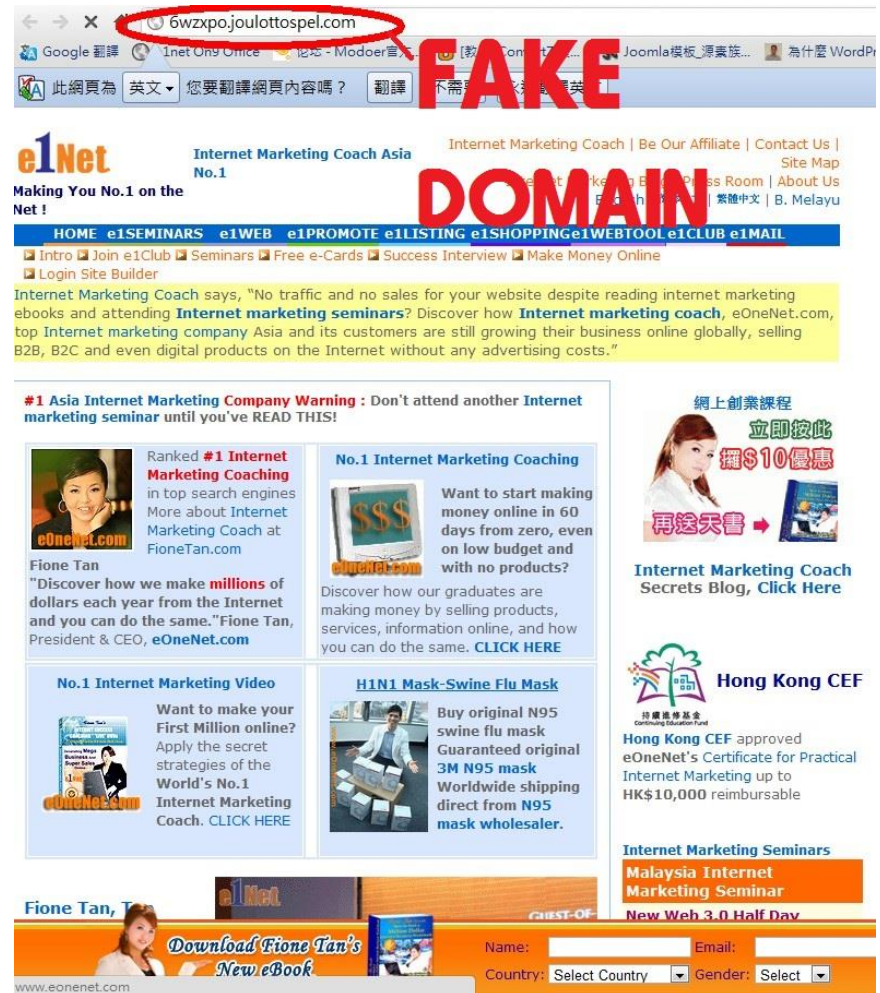 6wzxpo.joulottospel.com
Google 翻譯
1net On9 Office
论坛 - Modoer
Joomla模板_源素族...
為什麼 WordPr
FAKE
此網頁為 英文 您要翻譯網頁內容嗎? 翻譯
DOMAIN
e1Net
Making You No.1 on the
Net !
Internet Marketing Coach Asia
No.1
Internet Marketing Coach | Be Our Affiliate | Contact Us |
Site Map
Room | About Us
繁體中文 | B. Melayu
HOME e1SEMINARS e1WEB e1PROMOTE e1LISTING e1SHOPPING e1WEBTOOL e1CLUB e1MAIL
Intro Join e1Club Seminars Free e-Cards Success Interview Make Money Online
Login Site Builder
Internet Marketing Coach says, “No traffic and no sales for your website despite reading internet marketing
ebooks and attending Internet marketing seminars? Discover how Internet marketing coach, eOneNet.com,
top Internet marketing company Asia and its customers are still growing their business online globally, selling
B2B, B2C and even digital products on the Internet without any advertising costs.”
#1 Asia Internet Marketing Company Warning : Don't attend another Internet
marketing seminar until you've READ THIS!
eOneNet.com
Ranked #1 Internet
Marketing Coaching
in top search engines
More about Internet
Marketing Coach at
FioneTan.com
Fione Tan
"Discover how we make millions of
dollars each year from the Internet
and you can do the same."Fione Tan,
President & CEO, eOneNet.com
No.1 Internet Marketing Coaching
$$$
eOneNet.com
Want to start making
money online in 60
days from zero, even
on low budget and
with no products?
Discover how our graduates are
making money by selling products,
services, information online, and how
you can do the same. CLICK HERE
No.1 Internet Marketing Video
eOneNet.com
Want to make your
First Million online?
Apply the secret
strategies of the
World's No.1
Internet Marketing
Coach. CLICK HERE
H1N1 Mask-Swine Flu Mask
Buy original N95
swine flu mask
Guaranteed original
3M N95 mask
Worldwide shipping
direct from N95
mask wholesaler.
網上創業課程
立即按此
攞$10優惠
再送天書
Internet Marketing Coach
Secrets Blog, Click Here
持續進修基金
Continuing Education Fund
Hong Kong CEF
Hong Kong CEF approved
eOneNet's Certificate for Practical
Internet Marketing up to
HK$10,000 reimbursable
Internet Marketing Seminars
Malaysia Internet
Marketing Seminar
New Web 3.0 Half Day
Fione Tan,
e1Net
GUEST-OF-
Download Fione Tan's
New eBook
Name:
Email:
Country: Select Country
Gender: Select
www.eonenet.com